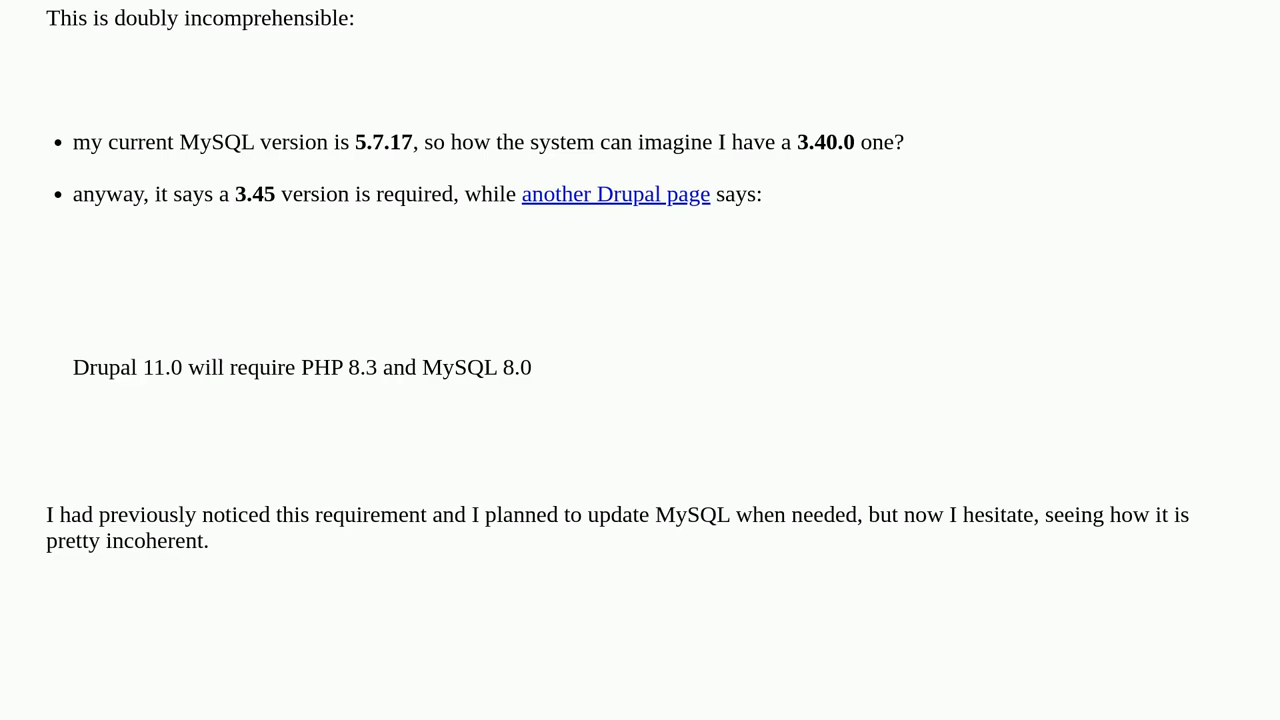 This is doubly incomprehensible:
• my current MySQL version is 5.7.17, so how the system can imagine I have a 3.40.0 one?
• anyway, it says a 3.45 version is required, while another Drupal page says:
Drupal 11.0 will require PHP 8.3 and MySQL 8.0
I had previously noticed this requirement and I planned to update MySQL when needed, but now I hesitate, seeing how it is
pretty incoherent.